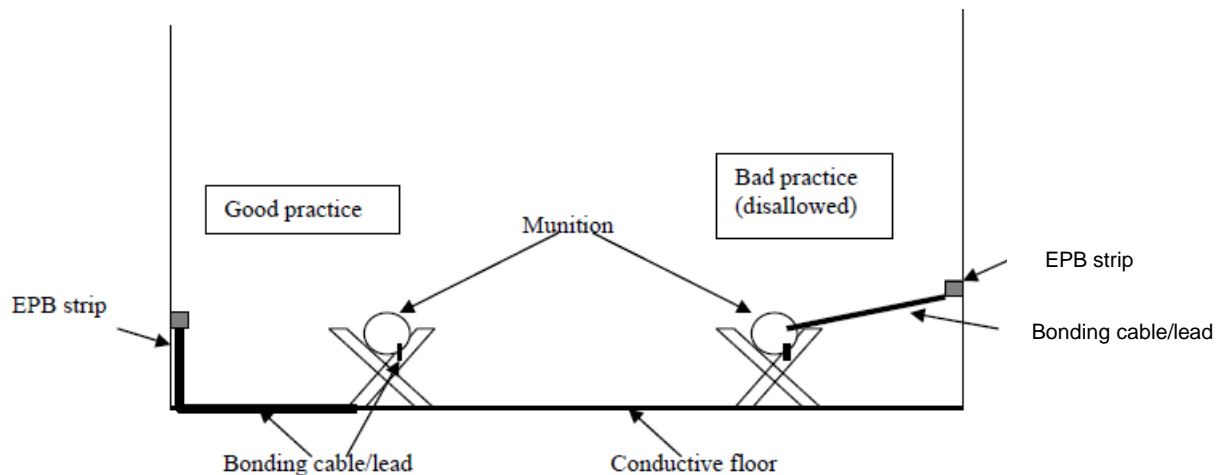 Good practice
Bad practice
(disallowed)
Munition
EPB strip
EPB strip
Bonding cable/lead
Bonding cable/lead
Conductive floor